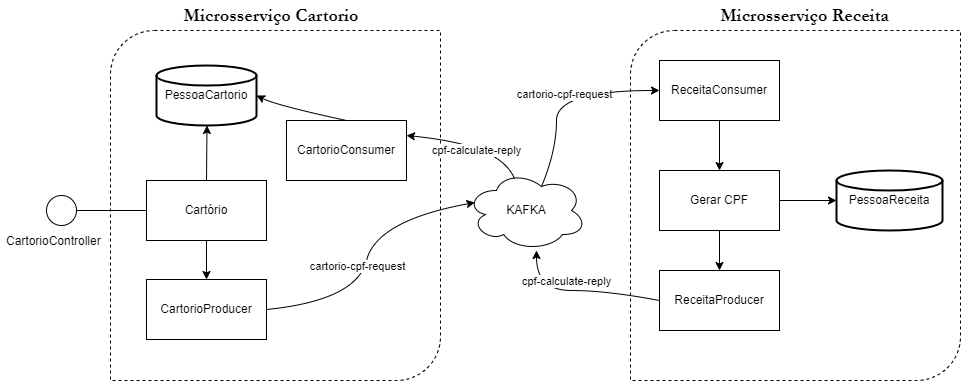 Microsserviço Cartorio
PessoaCartorio
CartorioConsumer
Cartório
CartorioController
CartorioProducer
cartorio-cpf-request
cpf-calculate-reply
KAFKA
cartorio-cpf-request
cpf-calculate-reply
Microsserviço Receita
ReceitaConsumer
Gerar CPF
PessoaReceita
ReceitaProducer